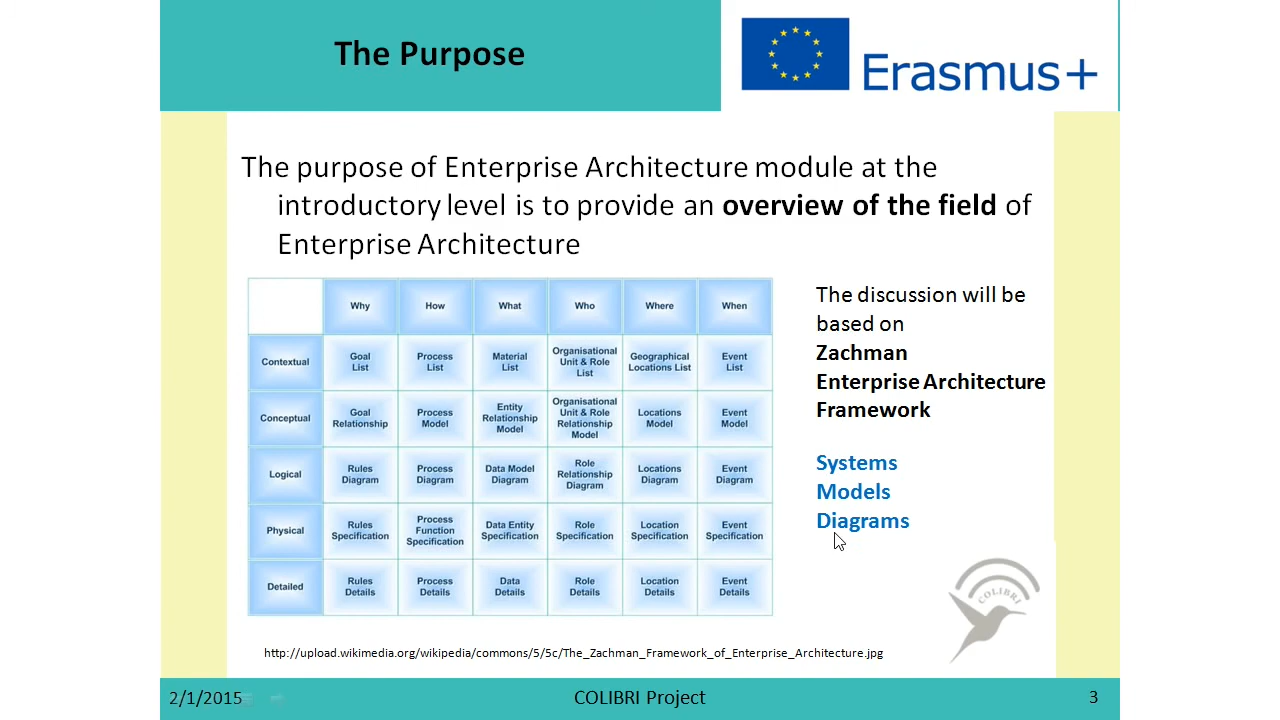 The Purpose
Erasmus+
The purpose of Enterprise Architecture module at the
introductory level is to provide an overview of the field of
Enterprise Architecture
Why How What Who Where When
Contextual
Goal
List
Process
List
Material
List
Organisational
Unit & Role
List
Geographical
Locations List
Event
List
Conceptual
Goal
Relationship
Process
Model
Entity
Relationship
Model
Organisational
Unit & Role
Relationship
Model
Locations
Model
Event
Model
Logical
Rules
Diagram
Process
Diagram
Data Model
Diagram
Role
Relationship
Diagram
Locations
Diagram
Event
Diagram
Physical
Rules
Specification
Process
Function
Specification
Data Entity
Specification
Role
Specification
Location
Specification
Event
Specification
Detailed
Rules
Details
Process
Details
Data
Details
Role
Details
Location
Details
Event
Details
The discussion will be
based on
Zachman
Enterprise Architecture
Framework
Systems
Models
Diagrams
COLIBRI
http://upload.wikimedia.org/wikipedia/commons/5/5c/The_Zachman_Framework_of_Enterprise_Architecture.jpg
2/1/2015
COLIBRI Project
3